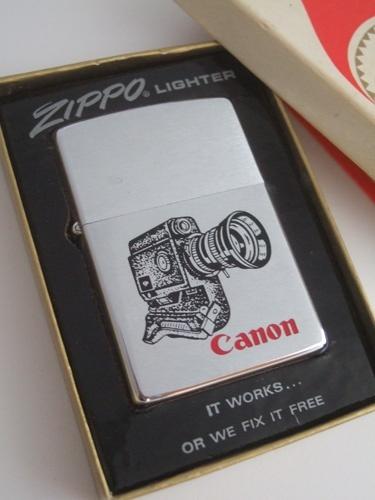 ZIPPO® LIGHTER
Canon
IT WORKS...
OR WE FIX IT FREE